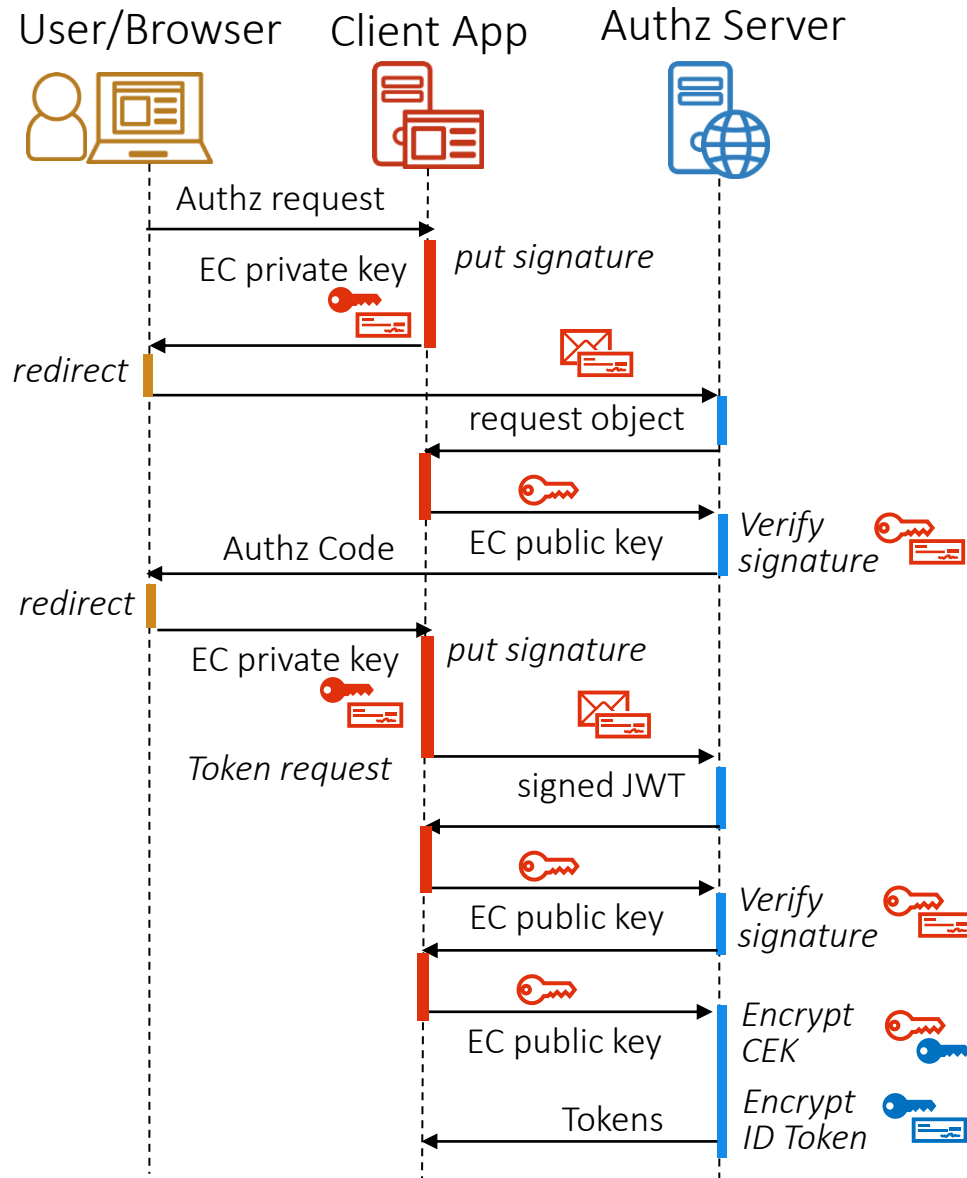 User/Browser
Client App
Authz Server
Authz request
put signature
EC private key
redirect
request object
EC public key
Verify
signature
Authz Code
redirect
EC private key
put signature
Token request
signed JWT
EC public key
Verify
signature
EC public key
Encrypt
CEK
Tokens
Encrypt
ID Token